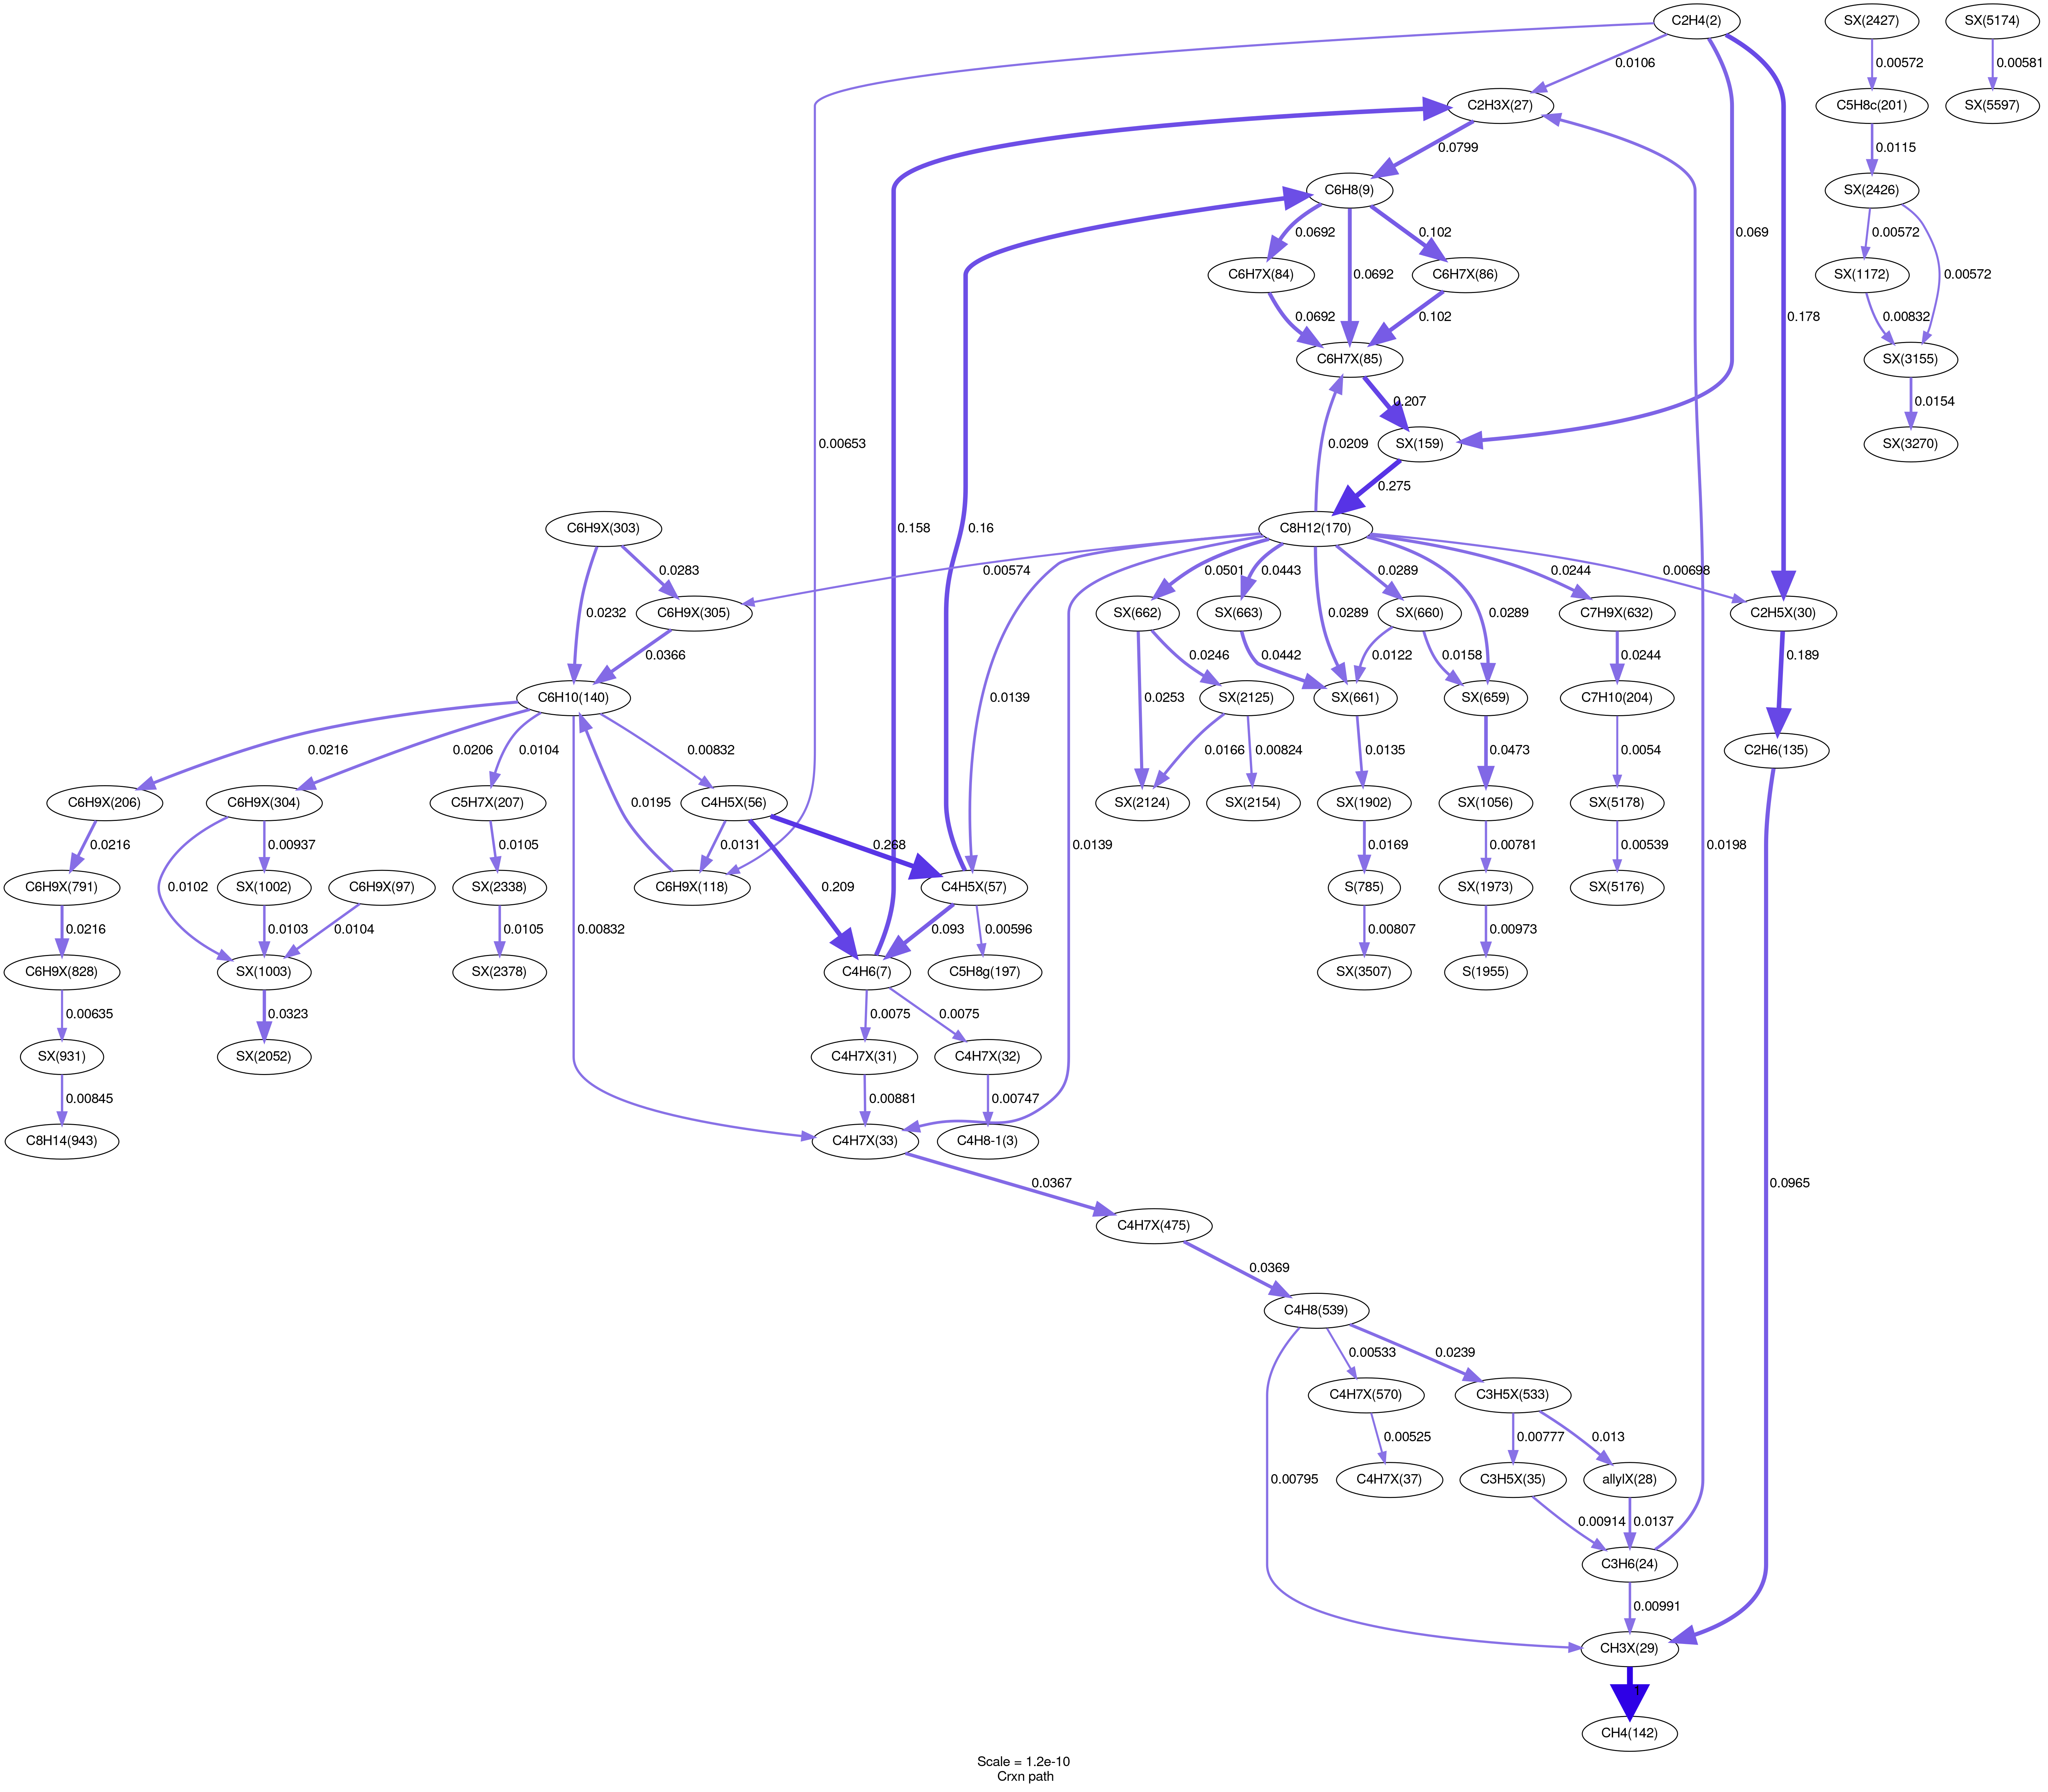 C2H4(2)
SX(2427)
SX(5174)
0.0106
0.00572
0.00581
C2H3X(27)
C5H8c(201)
SX(5597)
0.0799
0.0115
C6H8(9)
SX(2426)
0.0692
0.102
0.069
0.00572
0.0692
0.00572
C6H7X(84)
C6H7X(86)
SX(1172)
0.0692
0.102
0.178
0.00832
C6H7X(85)
SX(3155)
0.207
0.0154
0.00653
0.0209
SX(159)
SX(3270)
0.275
0.158
0.16
C6H9X(303)
C8H12(170)
0.0283
0.00574
0.0501
0.0443
0.0289
0.0244
0.00698
0.0232
C6H9X(305)
SX(662)
SX(663)
0.0289
SX(660)
0.0289
C7H9X(632)
C2H5X(30)
0.0366
0.0246
0.0442
0.0122
0.0158
0.0244
0.189
C6H10(140)
0.0139
0.0253
SX(2125)
SX(661)
SX(659)
C7H10(204)
0.0216
0.0206
0.0104
0.00832
0.0166
0.00824
0.0135
0.0473
0.0054
C2H6(135)
C6H9X(206)
C6H9X(304)
C5H7X(207)
C4H5X(56)
SX(2124)
SX(2154)
SX(1902)
SX(1056)
SX(5178)
0.0216
0.00937
0.0105
0.0195
0.0131
0.268
0.0139
0.0169
0.00781
0.00539
0.0198
C6H9X(791)
0.0102
SX(1002)
C6H9X(97)
SX(2338)
C6H9X(118)
0.209
C4H5X(57)
S(785)
SX(1973)
SX(5176)
0.0216
0.0103
0.0104
0.0105
0.00832
0.093
0.00596
0.00807
0.00973
C6H9X(828)
SX(1003)
SX(2378)
C4H6(7)
C5H8g(197)
SX(3507)
S(1955)
0.00635
0.0323
0.0075
0.0075
SX(931)
SX(2052)
C4H7X(31)
C4H7X(32)
0.00845
0.00881
0.00747
C8H14(943)
C4H7X(33)
C4H8-1(3)
0.0367
0.0965
C4H7X(475)
0.0369
C4H8(539)
0.00533
0.0239
C4H7X(570)
C3H5X(533)
0.00525
0.00777
0.013
0.00795
C4H7X(37)
C3H5X(35)
allylX(28)
0.00914
0.0137
C3H6(24)
0.00991
CH3X(29)
CH4(142)
Scale = 1.2e-10
Crxn path